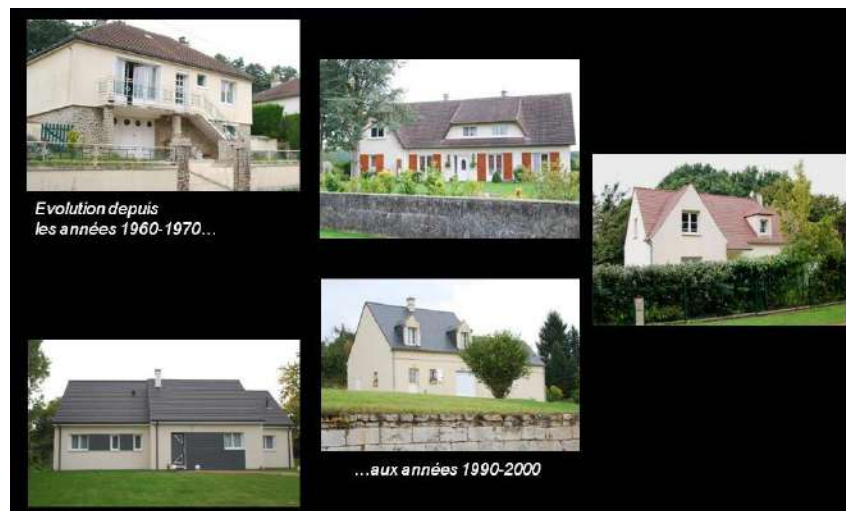 Evolution depuis
les années 1960-1970…
…aux années 1990-2000